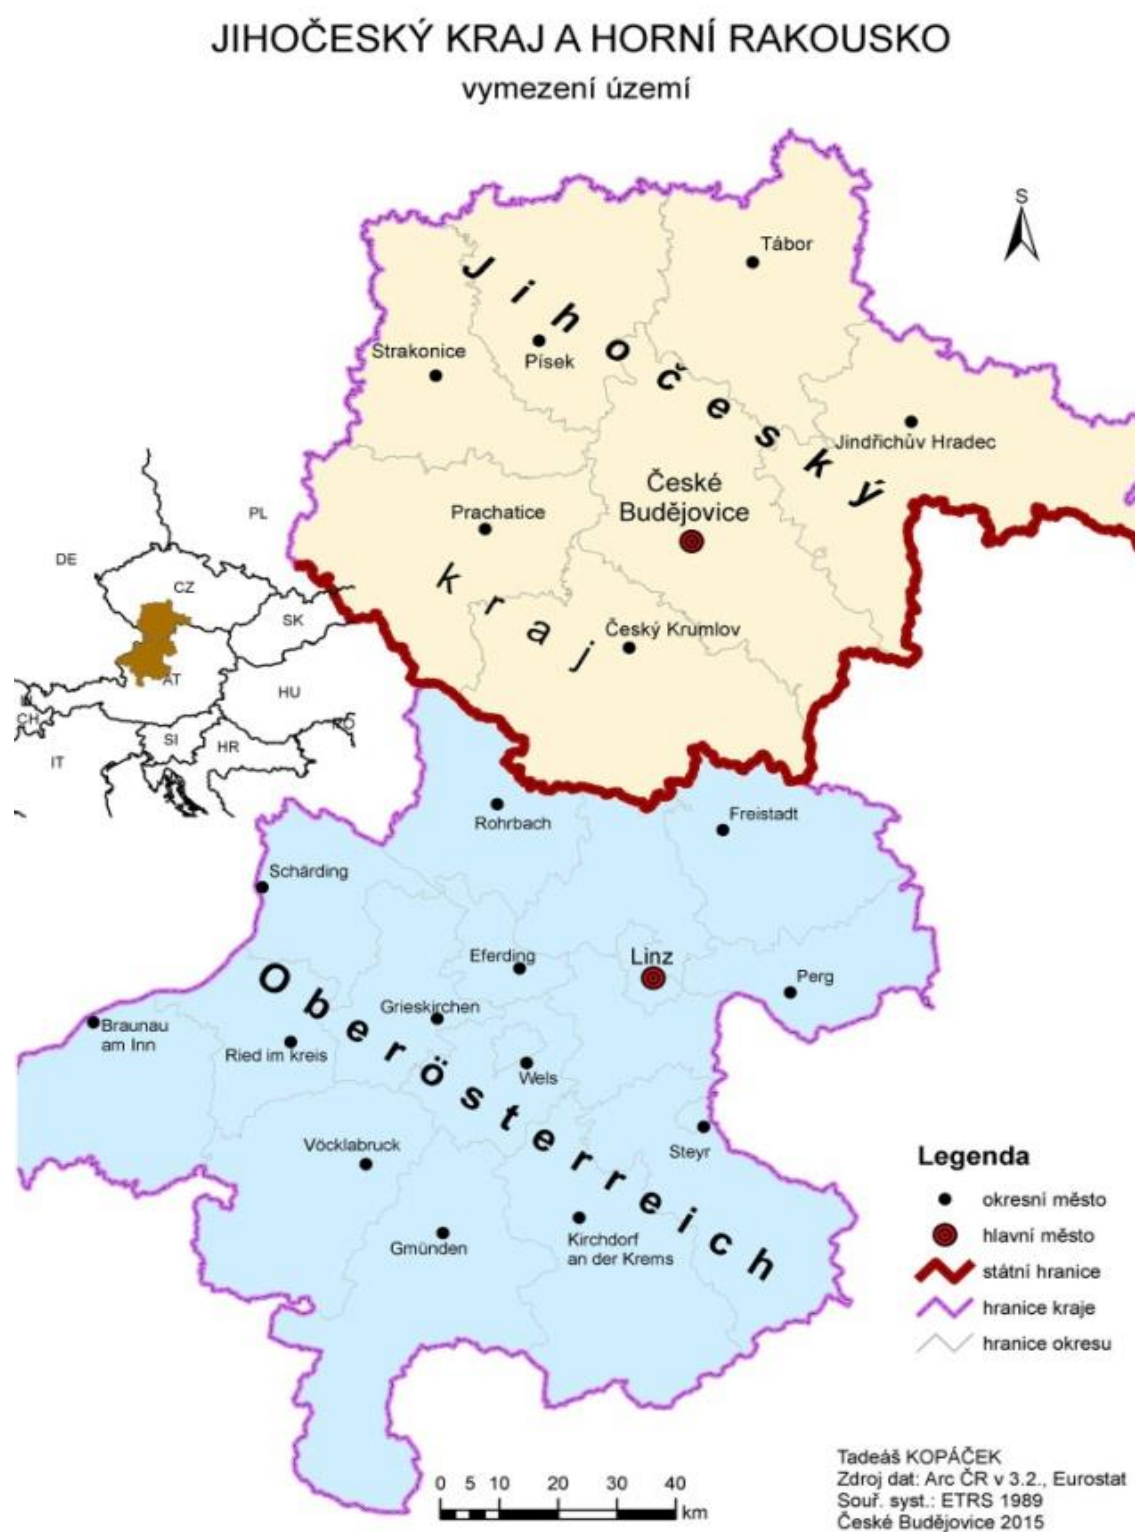 JIHOČESKÝ KRAJ A HORNÍ RAKOUSKO
vymezení území
S
Tábor
Jihočeský
Strakonice
Písek
Jindřichův Hradec
České
Budějovice
Prachatice
kraj
Český Krumlov
PL
DE
CZ
SK
AT
HU
CH
SI
HR
IT
Rohrbach
Freistadt
Schärding
Eferding
Linz
Perg
Oberösterreich
Grieskirchen
Braunau
am Inn
Ried im kreis
Wels
Vöcklabruck
Steyr
Gmünden
Kirchdorf
an der Krems
Legenda
okresní město
hlavní město
státní hranice
hranice kraje
hranice okresu
0 5 10 20 30 40
km
Tadeáš KOPÁČEK
Zdroj dat: Arc ČR v 3.2., Eurostat
Souř. syst.: ETRS 1989
České Budějovice 2015